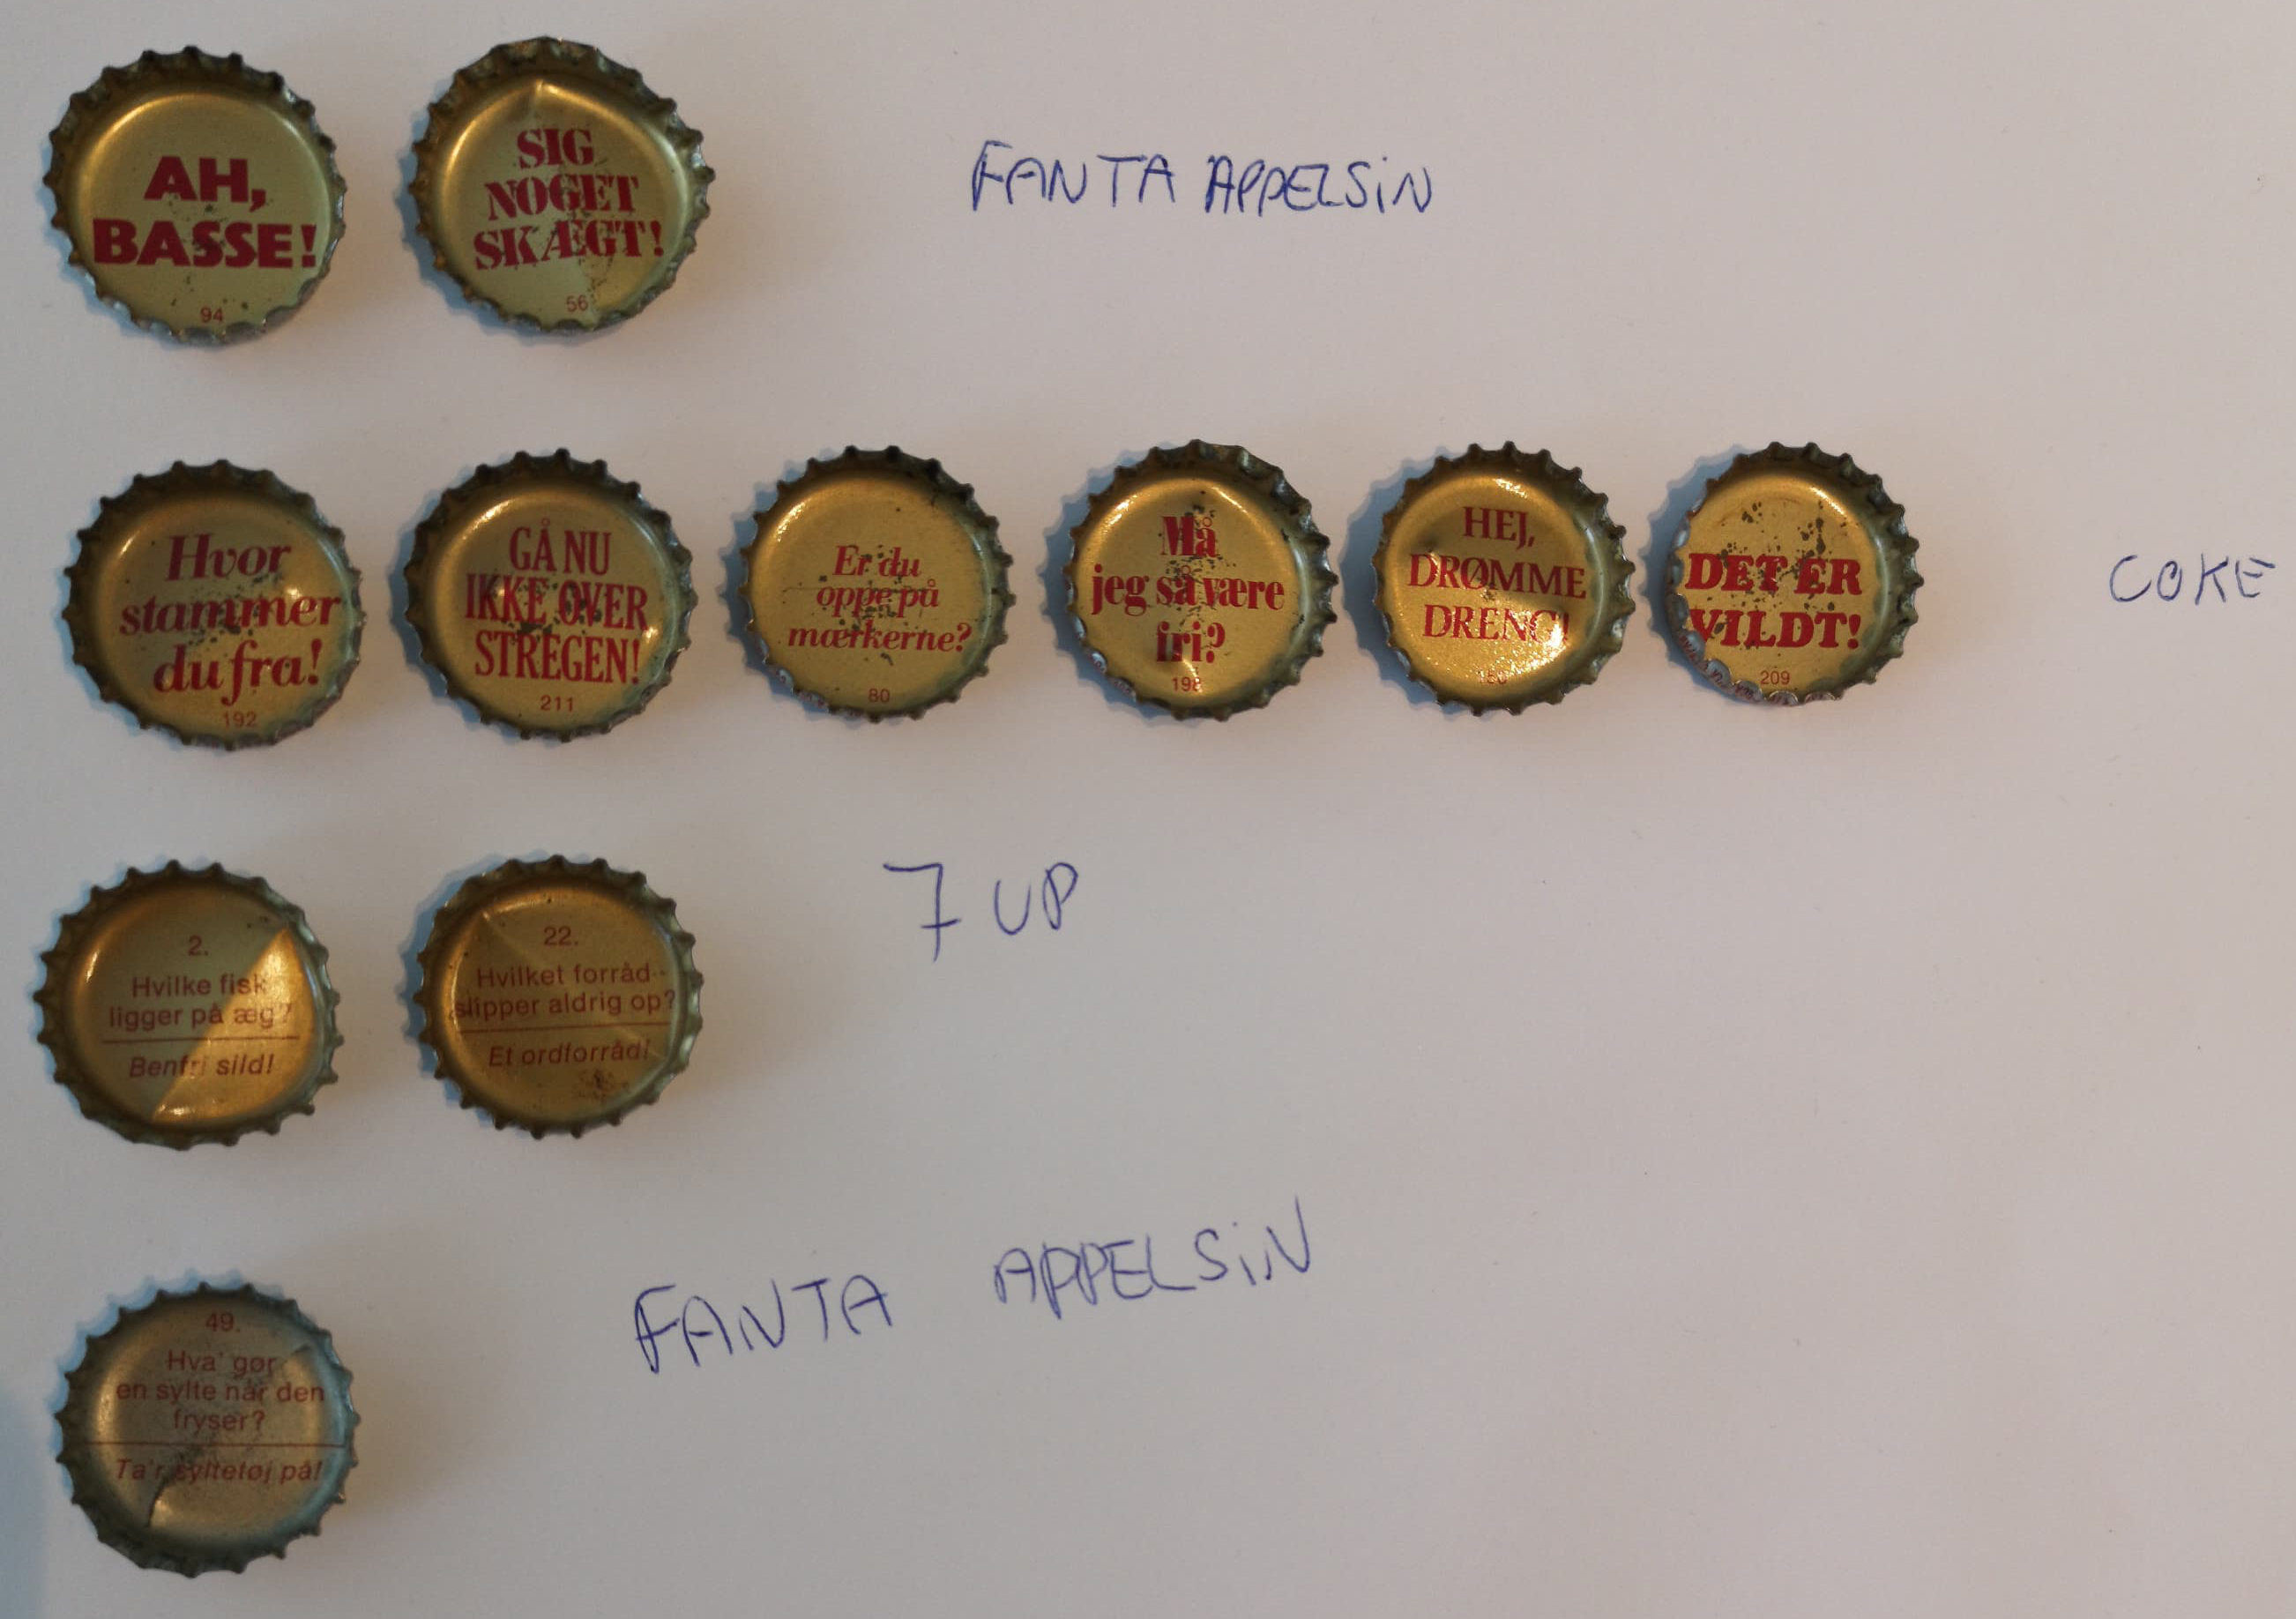 AH,
BASSE!
94
SIG
NOGET
SKÆGT!
56
FANTA APPELSiN
Hvor
stammer
du fra!
192
GÅ NU
IKKE OVER
STREGEN!
211
Er du
oppe på
mærkerne?
80
Må
jeg så være
fri?
198
HEJ,
DRØMME
DRENG!
DET ER
VILDT!
209
COKE
2.
Hvilke fisk
ligger på æg?
Benfri sild!
22.
Hvilket forråd
slipper aldrig op?
Et ordforråd!
7 UP
49.
Hva' gør
en sylte når den
fryser?
Ta'r syltetøj på!
FANTA APPELSiN